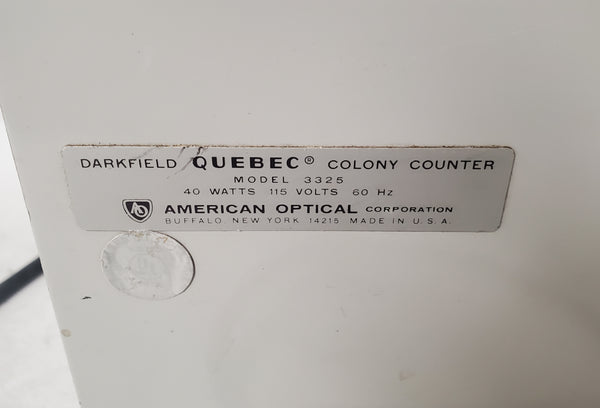 DARKFIELD QUEBEC® COLONY COUNTER
MODEL 3325
40 WATTS 115 VOLTS 60 Hz
AO AMERICAN OPTICAL CORPORATION
BUFFALO, NEW YORK 14215 MADE IN U.S.A.